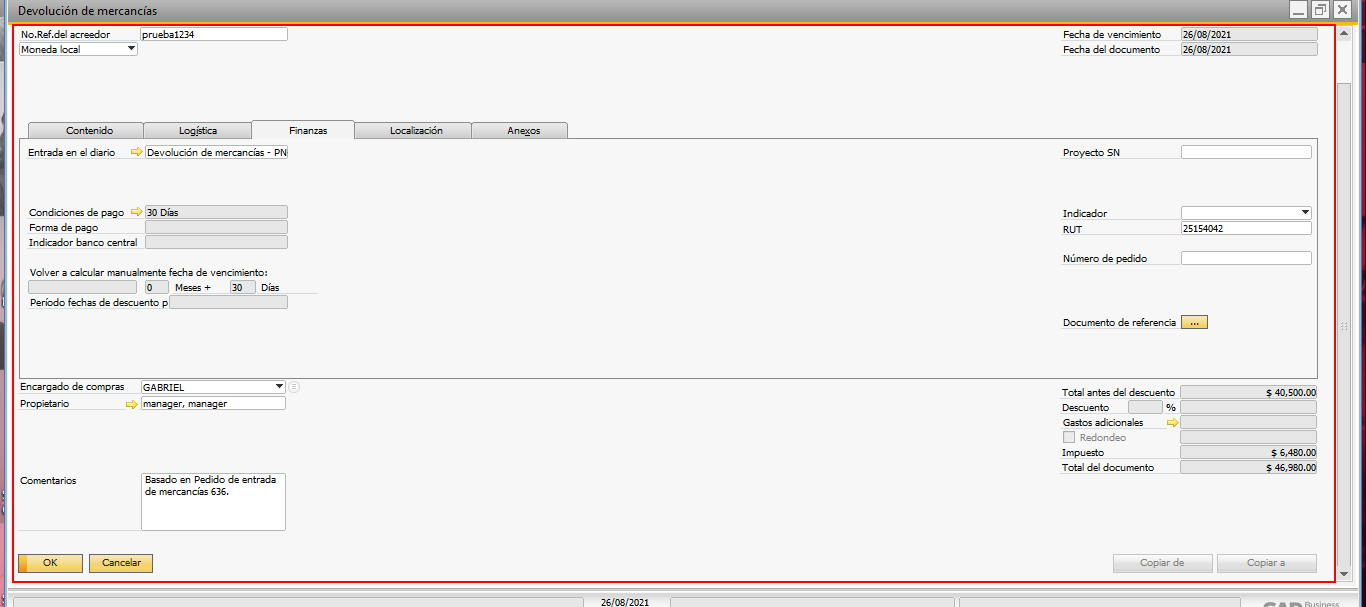 Devolución de mercancías
No.Ref.del acreedor prueba1234 Fecha de vencimiento 26/08/2021
Moneda local Fecha del documento 26/08/2021
Contenido Logística Finanzas Localización Anexos
Entrada en el diario Devolución de mercancías - PN Proyecto SN
Condiciones de pago 30 Días Indicador
Forma de pago RUT 25154042
Indicador banco central
Número de pedido
Volver a calcular manualmente fecha de vencimiento:
0 Meses + 30 Días
Período fechas de descuento p
Documento de referencia ...
Encargado de compras GABRIEL Total antes del descuento $ 40,500.00
Propietario manager, manager Descuento %
Gastos adicionales
Redondeo
Impuesto $ 6,480.00
Total del documento $ 46,980.00
Comentarios Basado en Pedido de entrada
de mercancías 636.
OK Cancelar Copiar de Copiar a
26/08/2021 Business